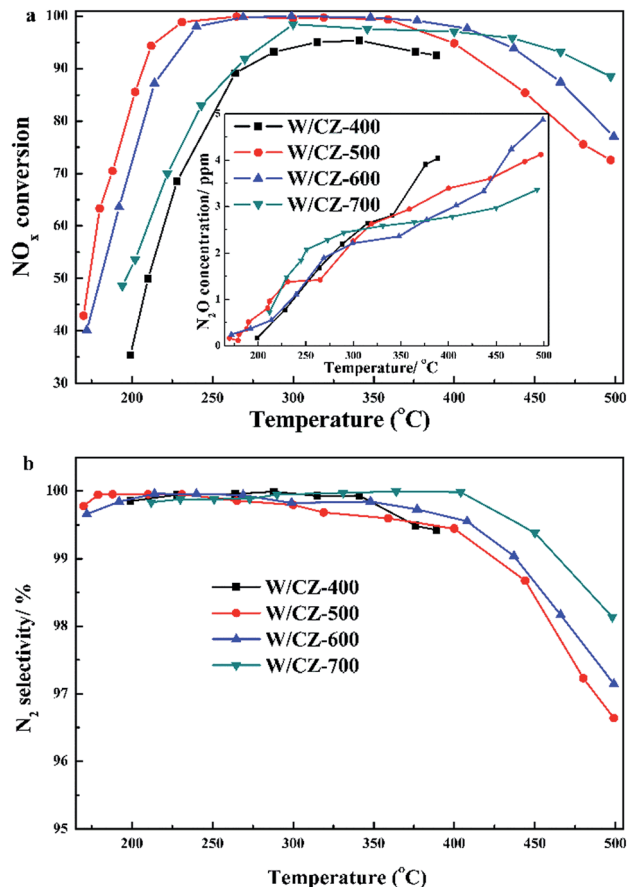 a
NOx conversion
100
90
80
70
60
50
40
30
200 250 300 350 400 450 500
Temperature (°C)
W/CZ-400
W/CZ-500
W/CZ-600
W/CZ-700
N2O concentration/ ppm
5
4
3
2
1
0
200 250 300 350 400 450 500
Temperature/ °C
b
N2 selectivity/ %
100
99
98
97
96
95
W/CZ-400
W/CZ-500
W/CZ-600
W/CZ-700
200 250 300 350 400 450 500
Temperature (°C)